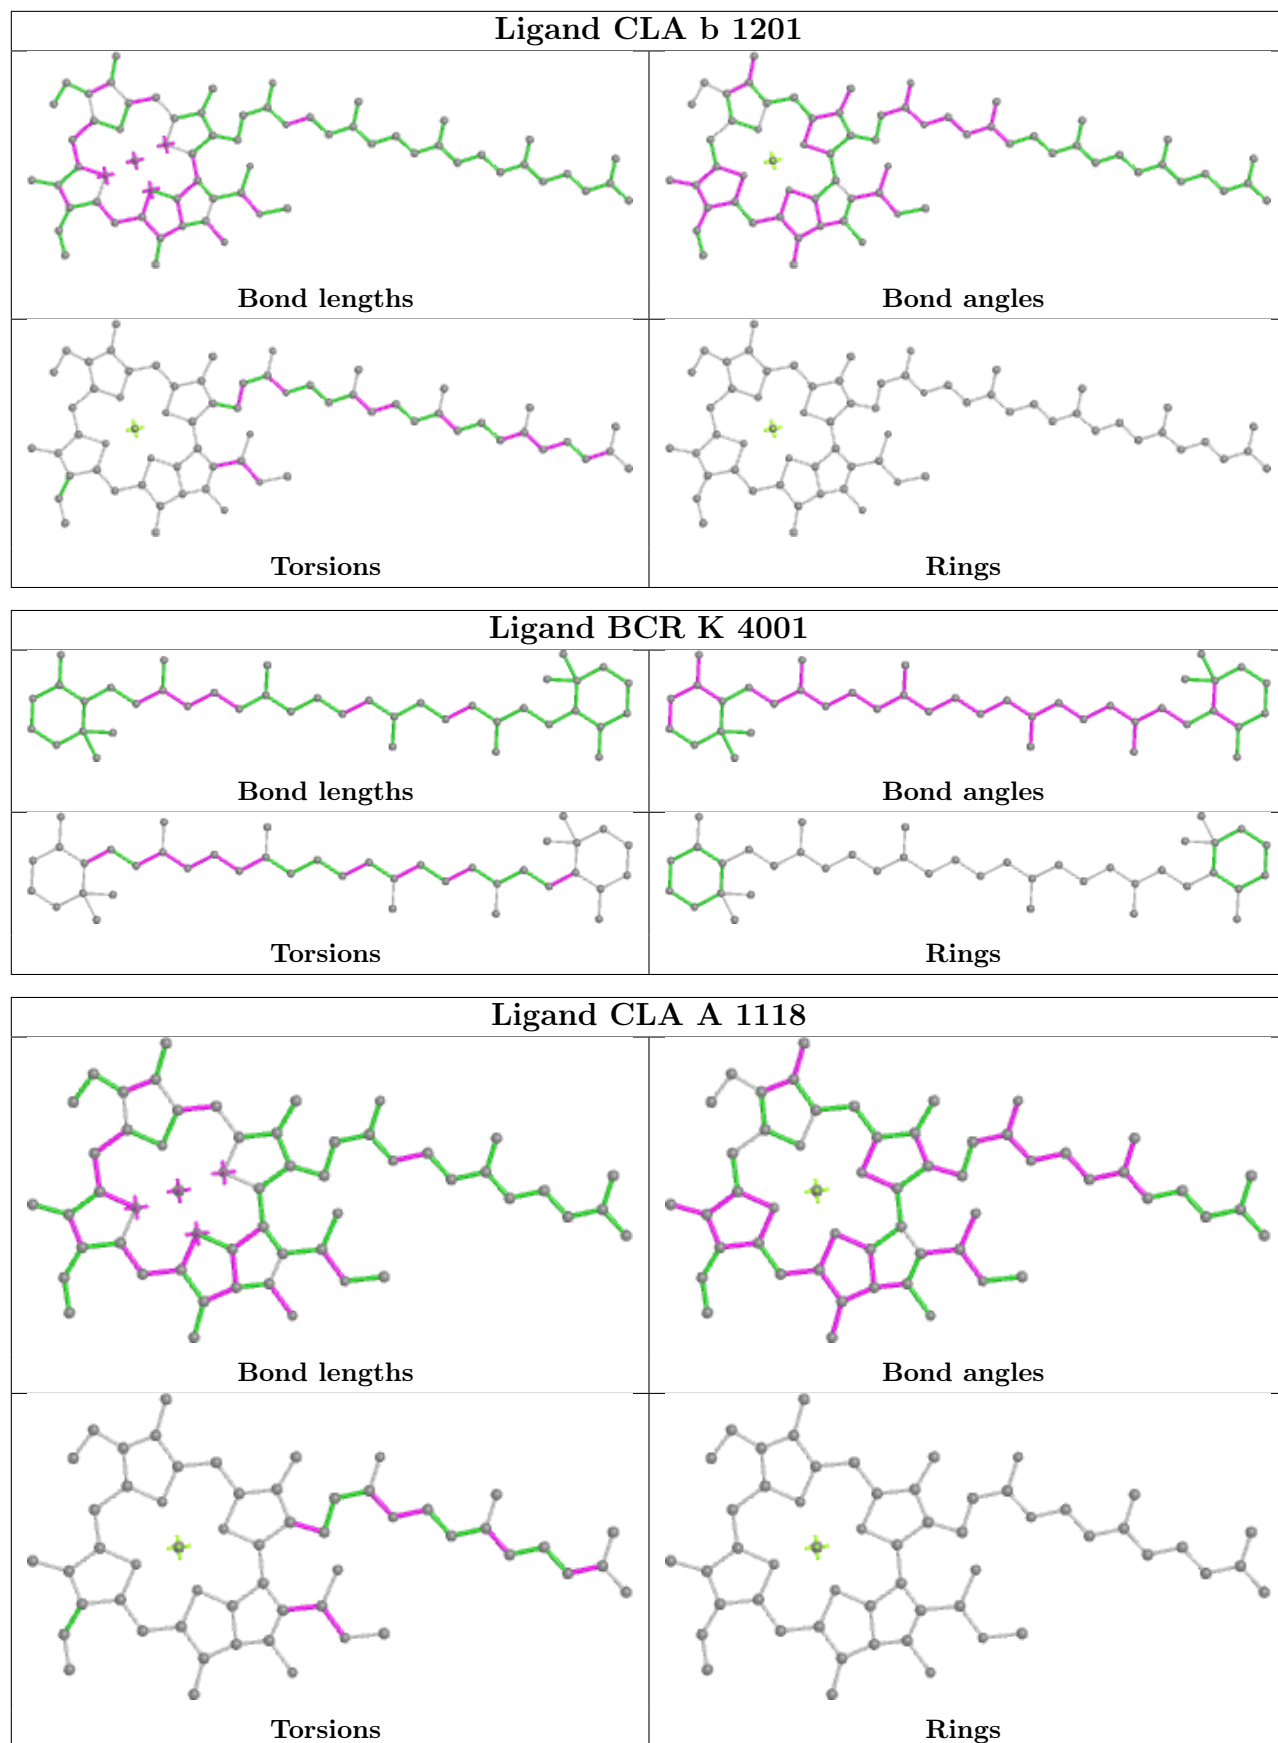 Ligand CLA b 1201
Bond lengths
Bond angles
Torsions
Rings
Ligand BCR K 4001
Bond lengths
Bond angles
Torsions
Rings
Ligand CLA A 1118
Bond lengths
Bond angles
Torsions
Rings